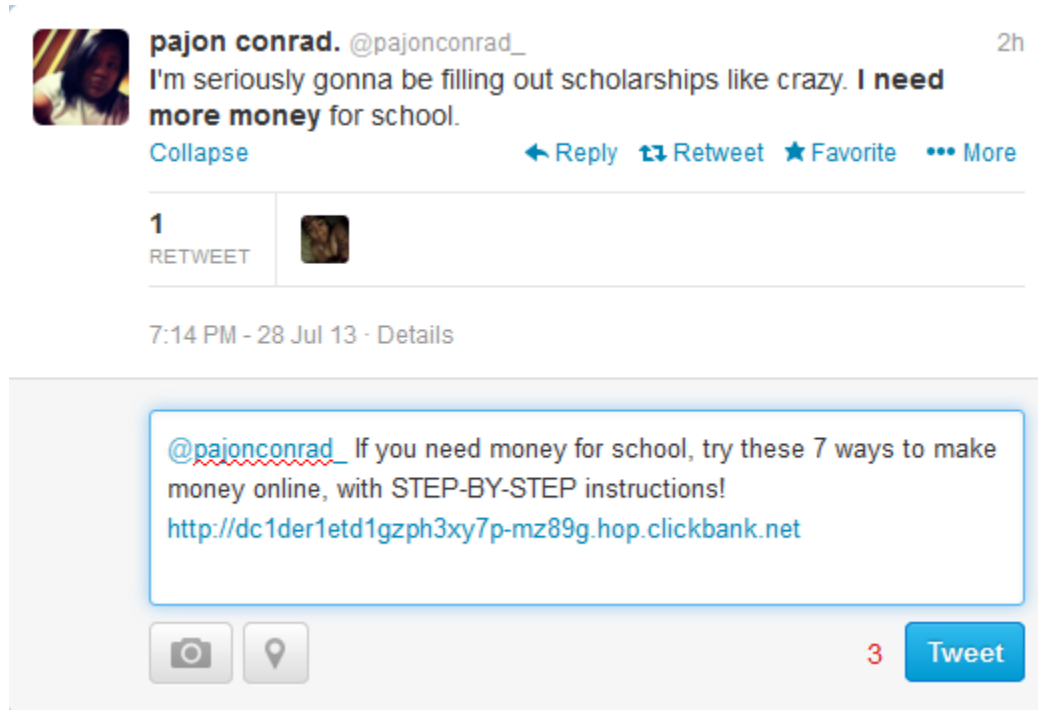 pajon conrad. @pajonconrad_ 2h
I'm seriously gonna be filling out scholarships like crazy. I need
more money for school.
Collapse Reply Retweet Favorite ••• More
1
RETWEET
7:14 PM - 28 Jul 13 · Details
@pajonconrad_ If you need money for school, try these 7 ways to make
money online, with STEP-BY-STEP instructions!
http://dc1der1etd1gzph3xy7p-mz89g.hop.clickbank.net
3 Tweet